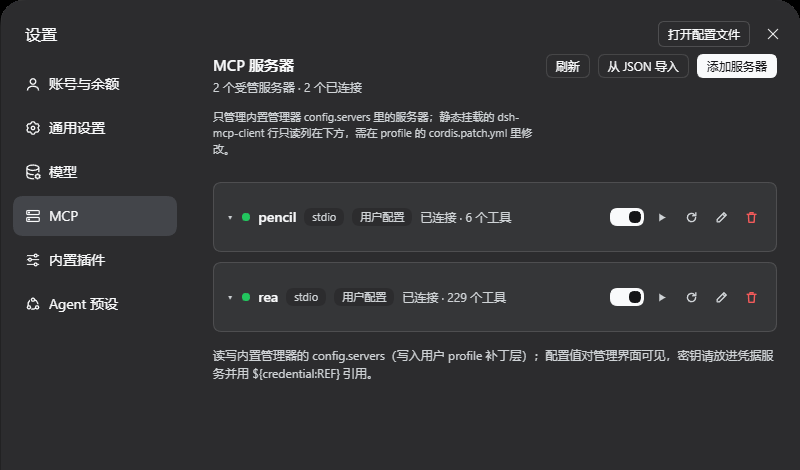 设置
打开配置文件
账号与余额
通用设置
模型
MCP
内置插件
Agent 预设
MCP 服务器
刷新
从 JSON 导入
添加服务器
2 个受管服务器 · 2 个已连接
只管理内置管理器 config.servers 里的服务器；静态挂载的 dsh-
mcp-client 行只读列在下方，需在 profile 的 cordis.patch.yml 里修
改。
pencil stdio 用户配置 已连接 · 6 个工具
rea stdio 用户配置 已连接 · 229 个工具
读写内置管理器的 config.servers（写入用户 profile 补丁层）；配置值对管理界面可见，密钥请放进凭据服
务并用 ${credential:REF} 引用。